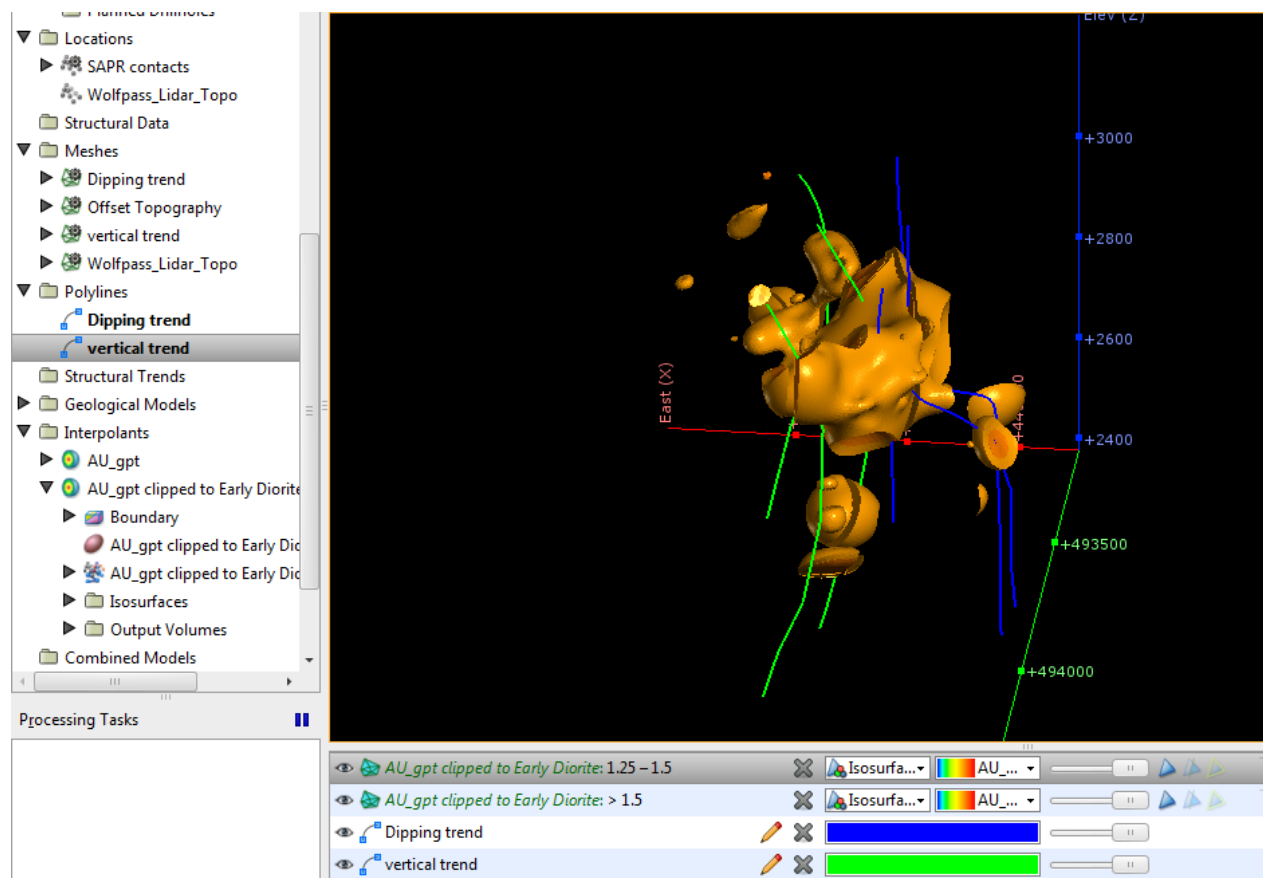 Planned Drillholes
Locations
SAPR contacts
Wolfpass_Lidar_Topo
Structural Data
Meshes
Dipping trend
Offset Topography
vertical trend
Wolfpass_Lidar_Topo
Polylines
Dipping trend
vertical trend
Structural Trends
Geological Models
Interpolants
AU_gpt
AU_gpt clipped to Early Diorite
Boundary
AU_gpt clipped to Early Dio
AU_gpt clipped to Early Dio
Isosurfaces
Output Volumes
Combined Models
Processing Tasks
Elev (Z)
+3000
+2800
+2600
+2400
East (X)
+493500
+494000
AU_gpt clipped to Early Diorite: 1.25 – 1.5
Isosurfa...
AU_...
AU_gpt clipped to Early Diorite: > 1.5
Isosurfa...
AU_...
Dipping trend
vertical trend